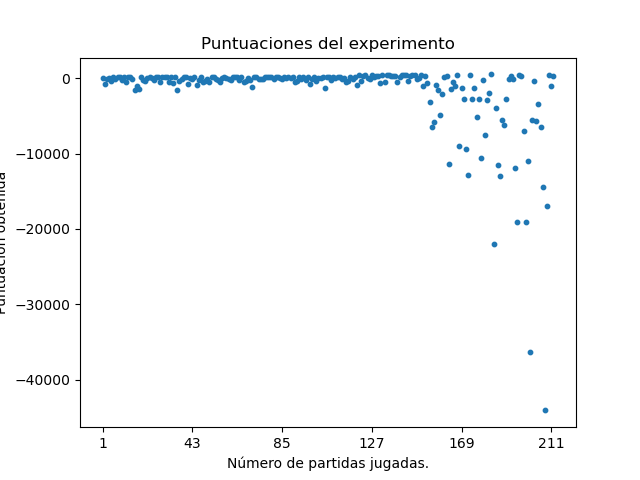 Puntuaciones del experimento
Puntuación obtenida
0
−10000
−20000
−30000
−40000
1 43 85 127 169 211
Número de partidas jugadas.